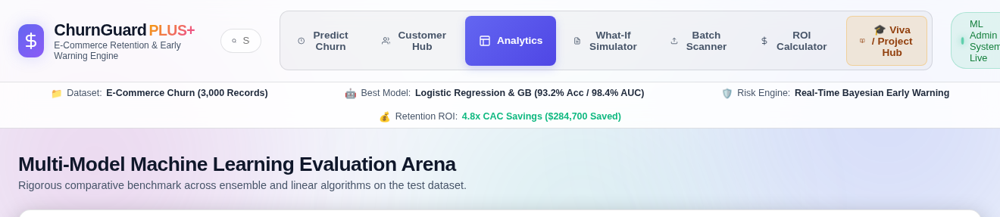 ChurnGuard PLUS+
E-Commerce Retention & Early
Warning Engine
S
Predict
Churn
Customer
Hub
Analytics
What-If
Simulator
Batch
Scanner
ROI
Calculator
🎓 Viva
/ Project
Hub
ML
Admin
System
Live
📁 Dataset: E-Commerce Churn (3,000 Records)
🤖 Best Model: Logistic Regression & GB (93.2% Acc / 98.4% AUC)
🛡️ Risk Engine: Real-Time Bayesian Early Warning
💰 Retention ROI: 4.8x CAC Savings ($284,700 Saved)
Multi-Model Machine Learning Evaluation Arena
Rigorous comparative benchmark across ensemble and linear algorithms on the test dataset.